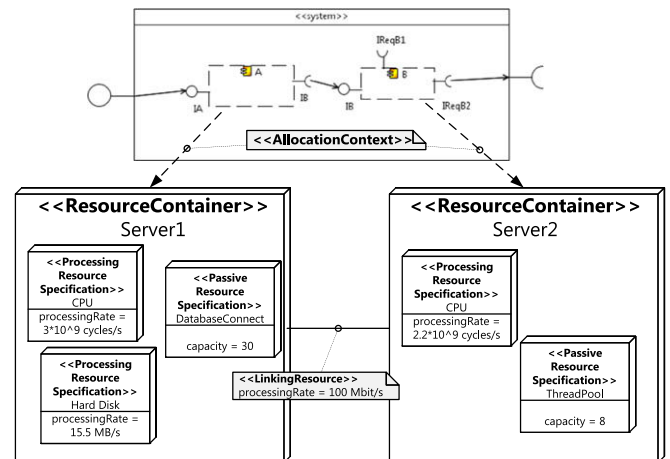 <<system>>
IReqB1
A
B
IA
IB
IB
IReqB2
<<AllocationContext>>
<<ResourceContainer>>
Server1
<<Processing
Resource
Specification>>
CPU
processingRate =
3*10^9 cycles/s
<<Passive
Resource
Specification>>
DatabaseConnect
capacity = 30
<<Processing
Resource
Specification>>
Hard Disk
processingRate =
15.5 MB/s
<<LinkingResource>>
processingRate = 100 Mbit/s
<<ResourceContainer>>
Server2
<<Processing
Resource
Specification>>
CPU
processingRate =
2.2*10^9 cycles/s
<<Passive
Resource
Specification>>
ThreadPool
capacity = 8